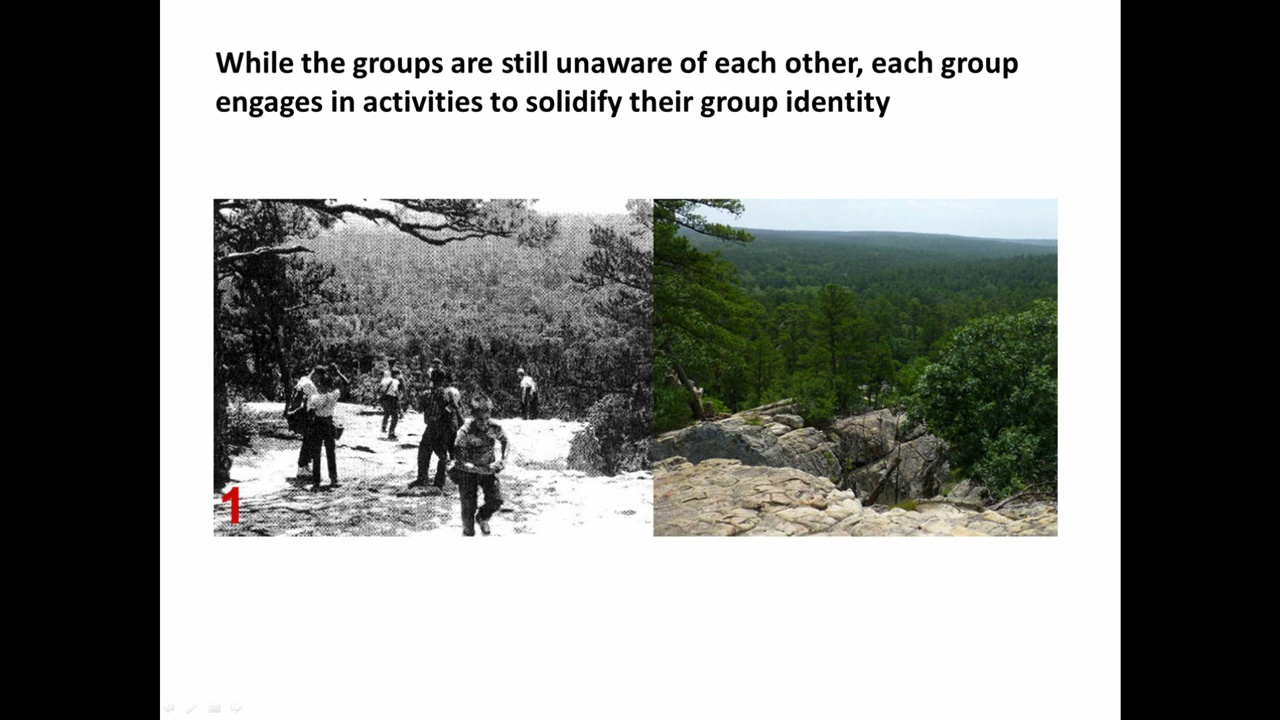 While the groups are still unaware of each other, each group
engages in activities to solidify their group identity
1